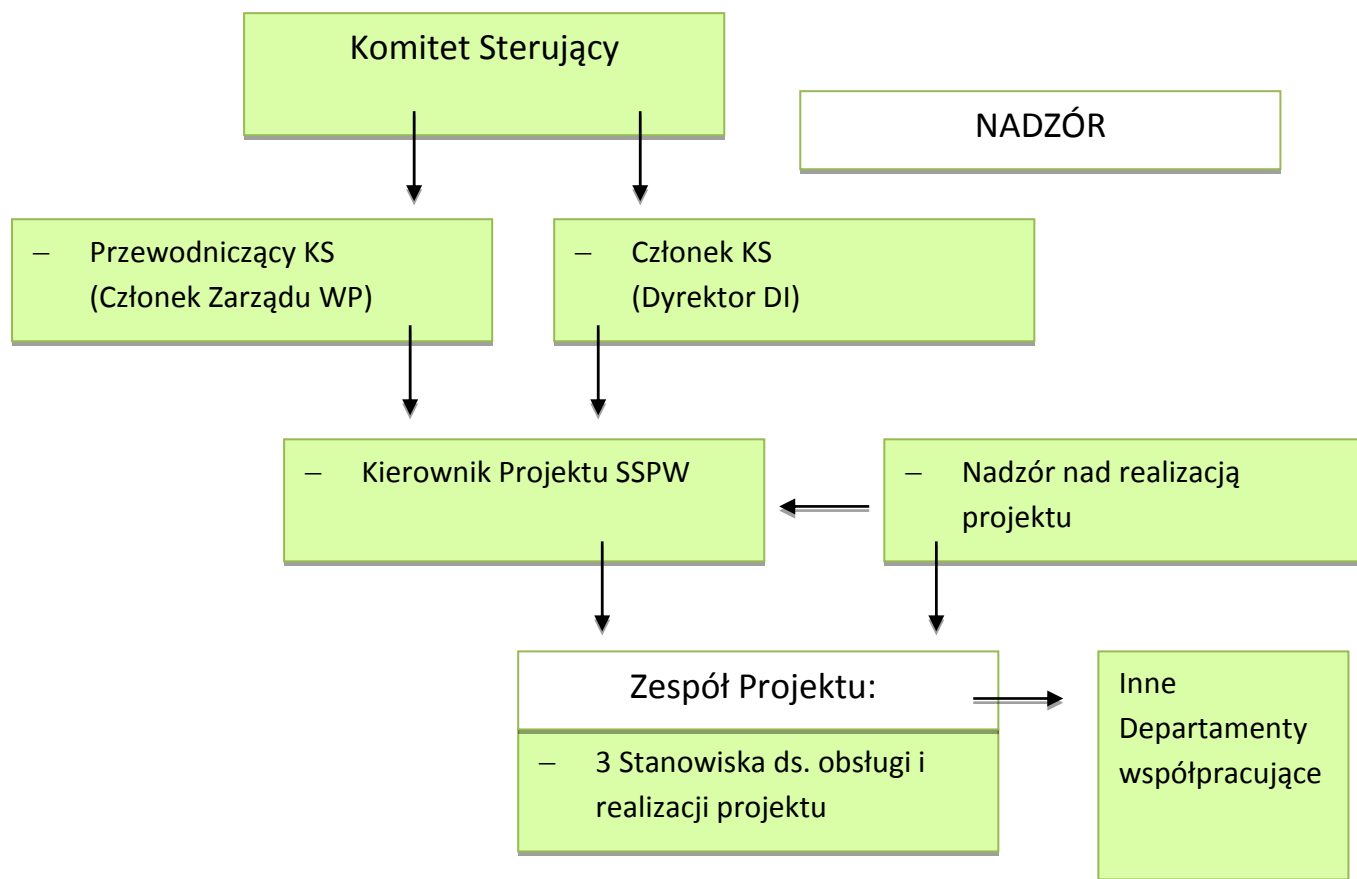 Komitet Sterujący
NADZÓR
– Przewodniczący KS
(Członek Zarządu WP)
– Członek KS
(Dyrektor DI)
– Kierownik Projektu SSPW
– Nadzór nad realizacją
projektu
Zespół Projektu:
– 3 Stanowiska ds. obsługi i
realizacji projektu
Inne
Departamenty
współpracujące